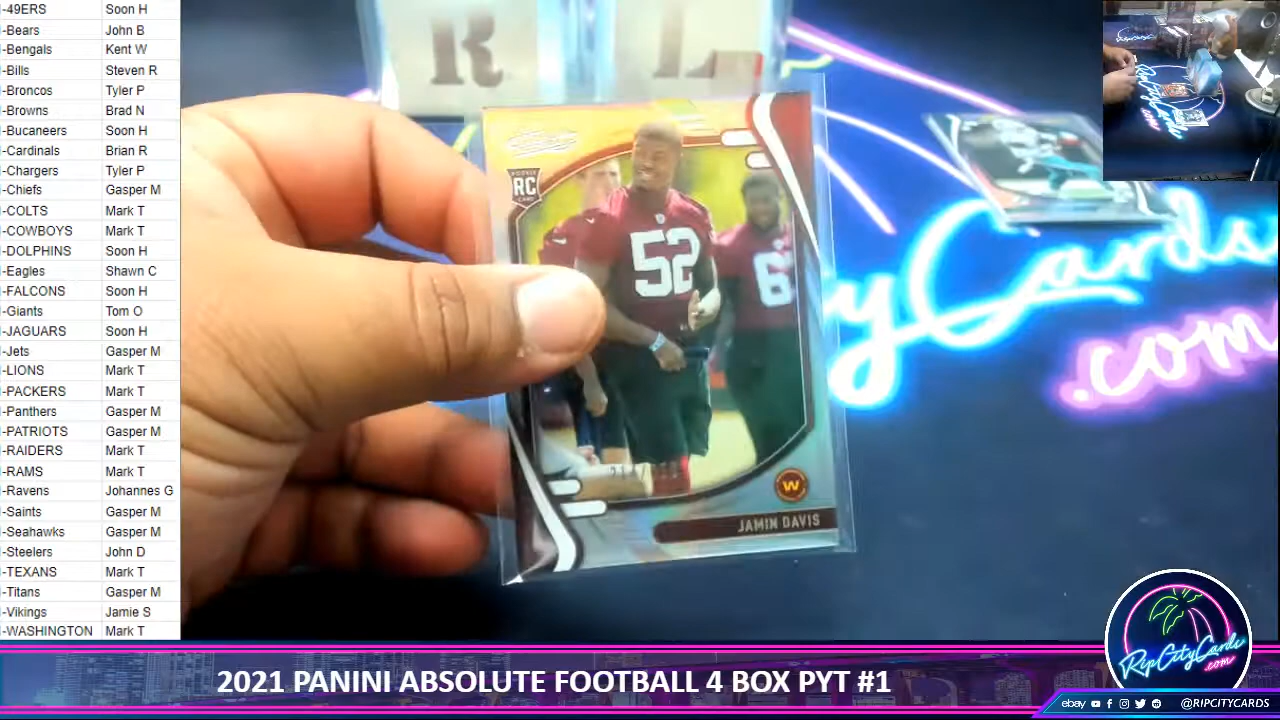 -49ERS Soon H
-Bears John B
-Bengals Kent W
-Bills Steven R
-Broncos Tyler P
-Browns Brad N
-Bucaneers Soon H
-Cardinals Brian R
-Chargers Tyler P
-Chiefs Gasper M
-COLTS Mark T
-COWBOYS Mark T
-DOLPHINS Soon H
-Eagles Shawn C
-FALCONS Soon H
-Giants Tom O
-JAGUARS Soon H
-Jets Gasper M
-LIONS Mark T
-PACKERS Mark T
-Panthers Gasper M
-PATRIOTS Gasper M
-RAIDERS Mark T
-RAMS Mark T
-Ravens Johannes G
-Saints Gasper M
-Seahawks Gasper M
-Steelers John D
-TEXANS Mark T
-Titans Gasper M
-Vikings Jamie S
-WASHINGTON Mark T
R L
ROOKIE
RC
CARD
52
6
W
JAMIN DAVIS
yCards
.com
RipCityCards
.com
2021 PANINI ABSOLUTE FOOTBALL 4 BOX PYT #1
ebay @RIPCITYCARDS